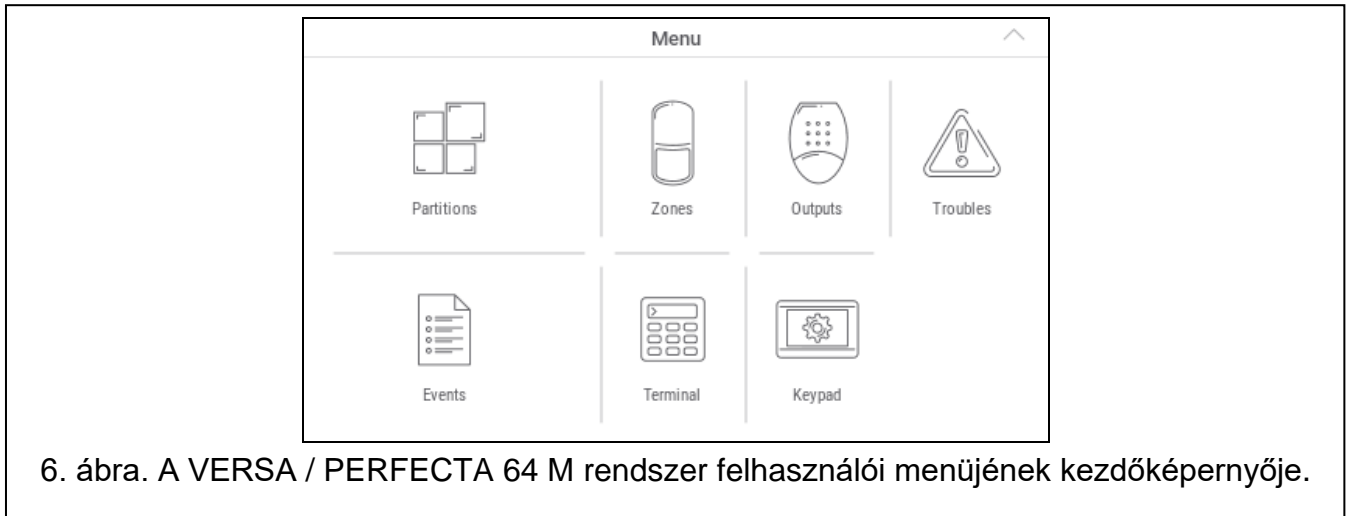 Menu
Partitions
Zones
Outputs
Troubles
Events
Terminal
Keypad
6. ábra. A VERSA / PERFECTA 64 M rendszer felhasználói menüjének kezdőképernyője.